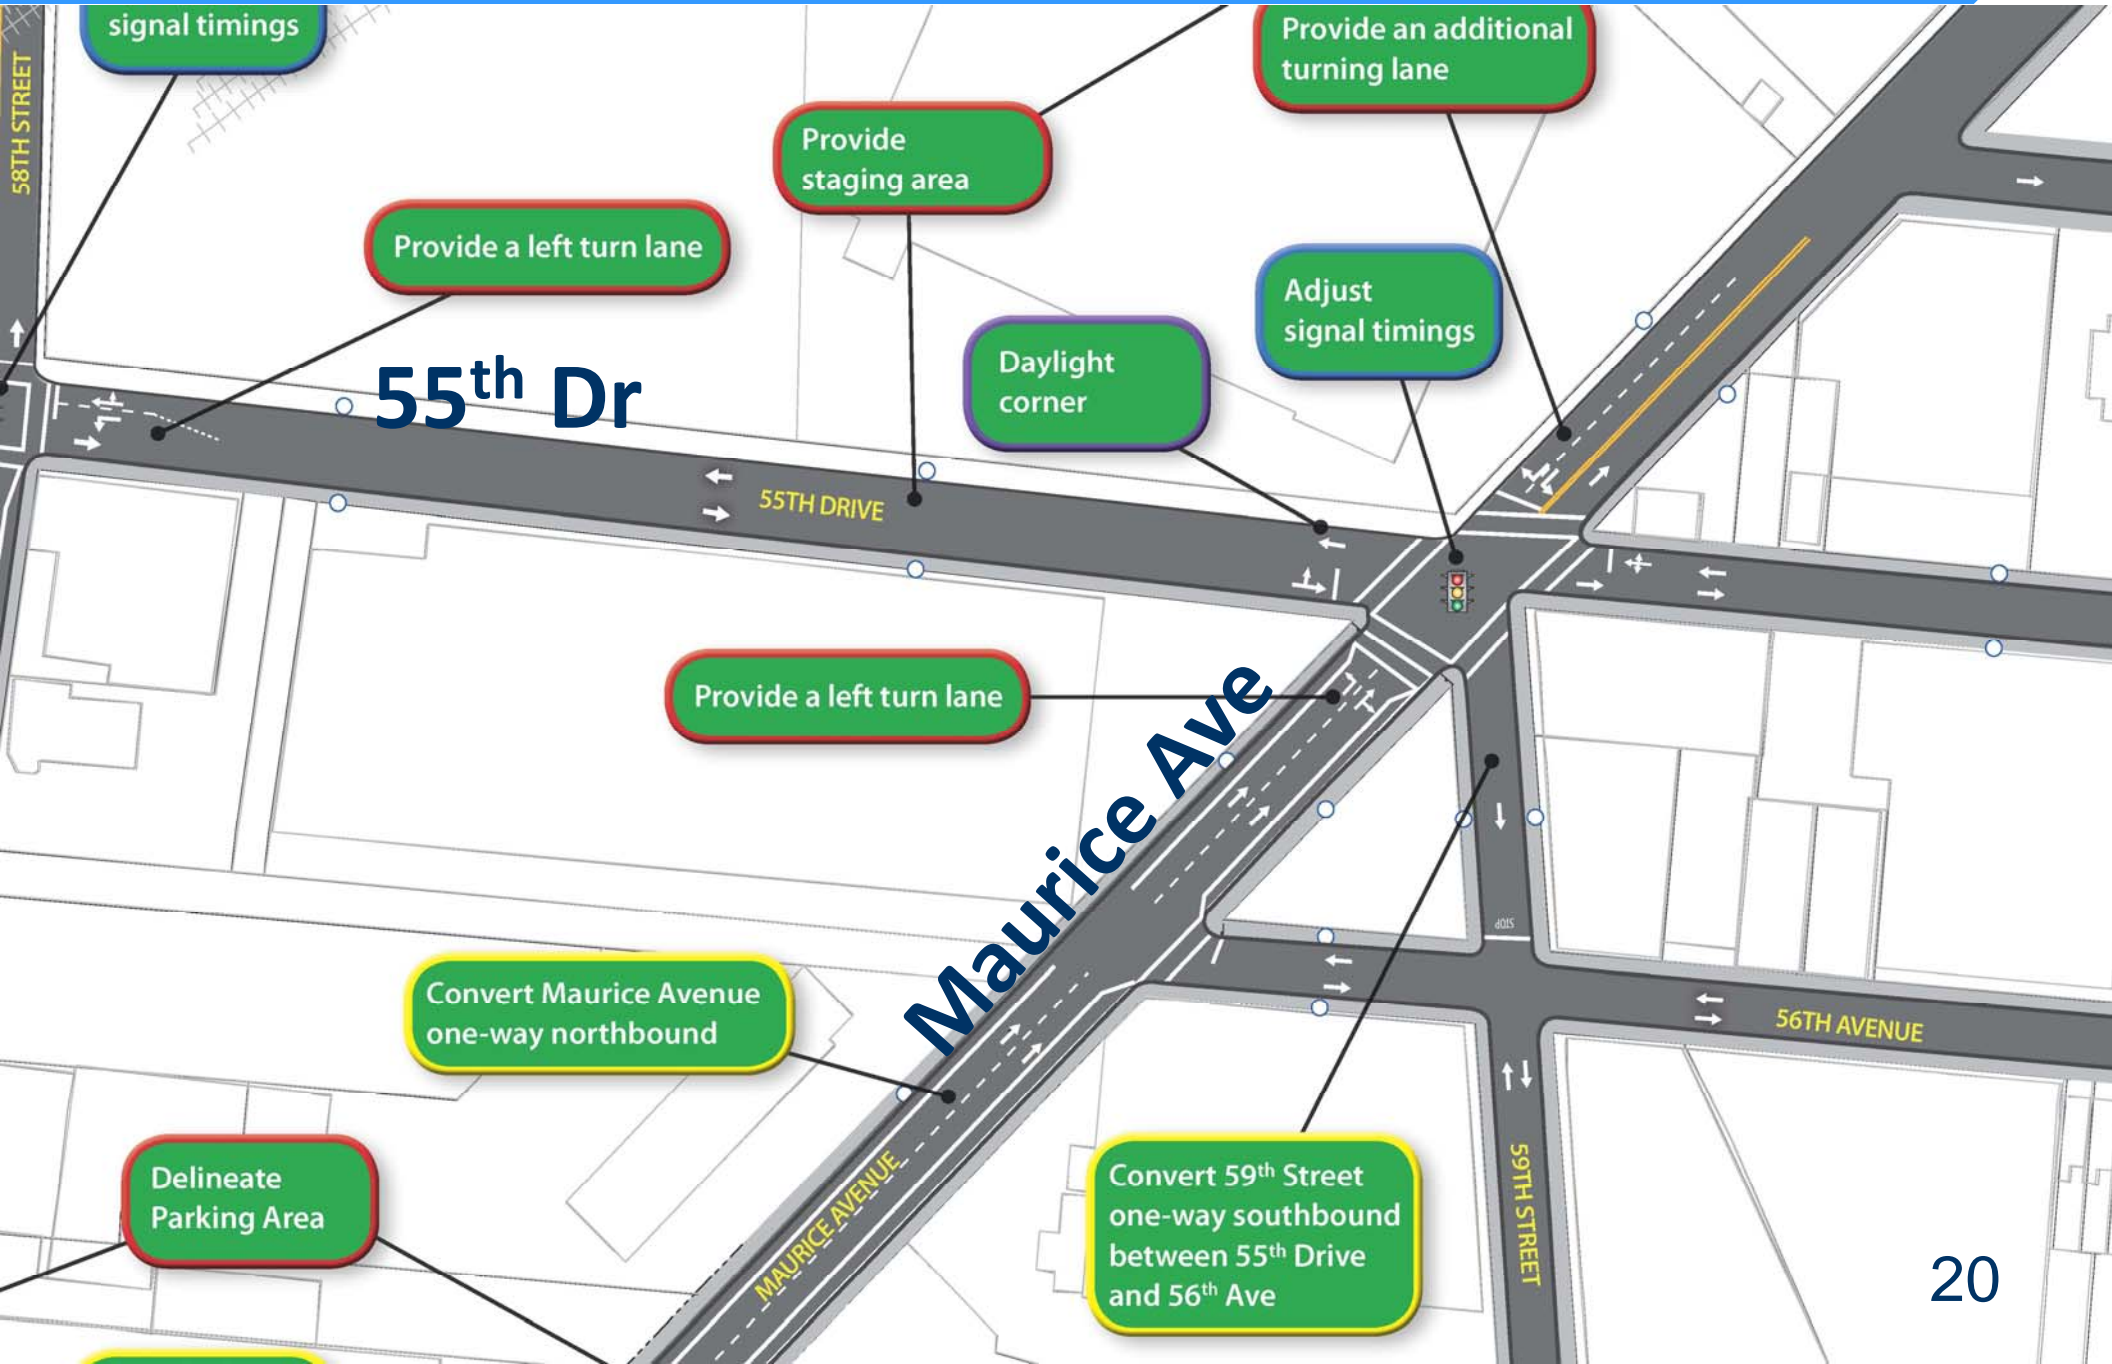 signal timings
Provide an additional
turning lane
58TH STREET
Provide
staging area
Provide a left turn lane
Adjust
signal timings
Daylight
corner
55th Dr
55TH DRIVE
Provide a left turn lane
Maurice Ave
STOP
Convert Maurice Avenue
one-way northbound
56TH AVENUE
Delineate
Parking Area
MAURICE AVENUE
Convert 59th Street
one-way southbound
between 55th Drive
and 56th Ave
59TH STREET
20